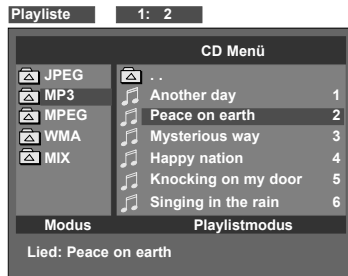 Playliste 1: 2
CD Menü
JPEG . .
MP3 Another day 1
MPEG Peace on earth 2
WMA Mysterious way 3
MIX Happy nation 4
Knocking on my door 5
Singing in the rain 6
Modus Playlistmodus
Lied: Peace on earth